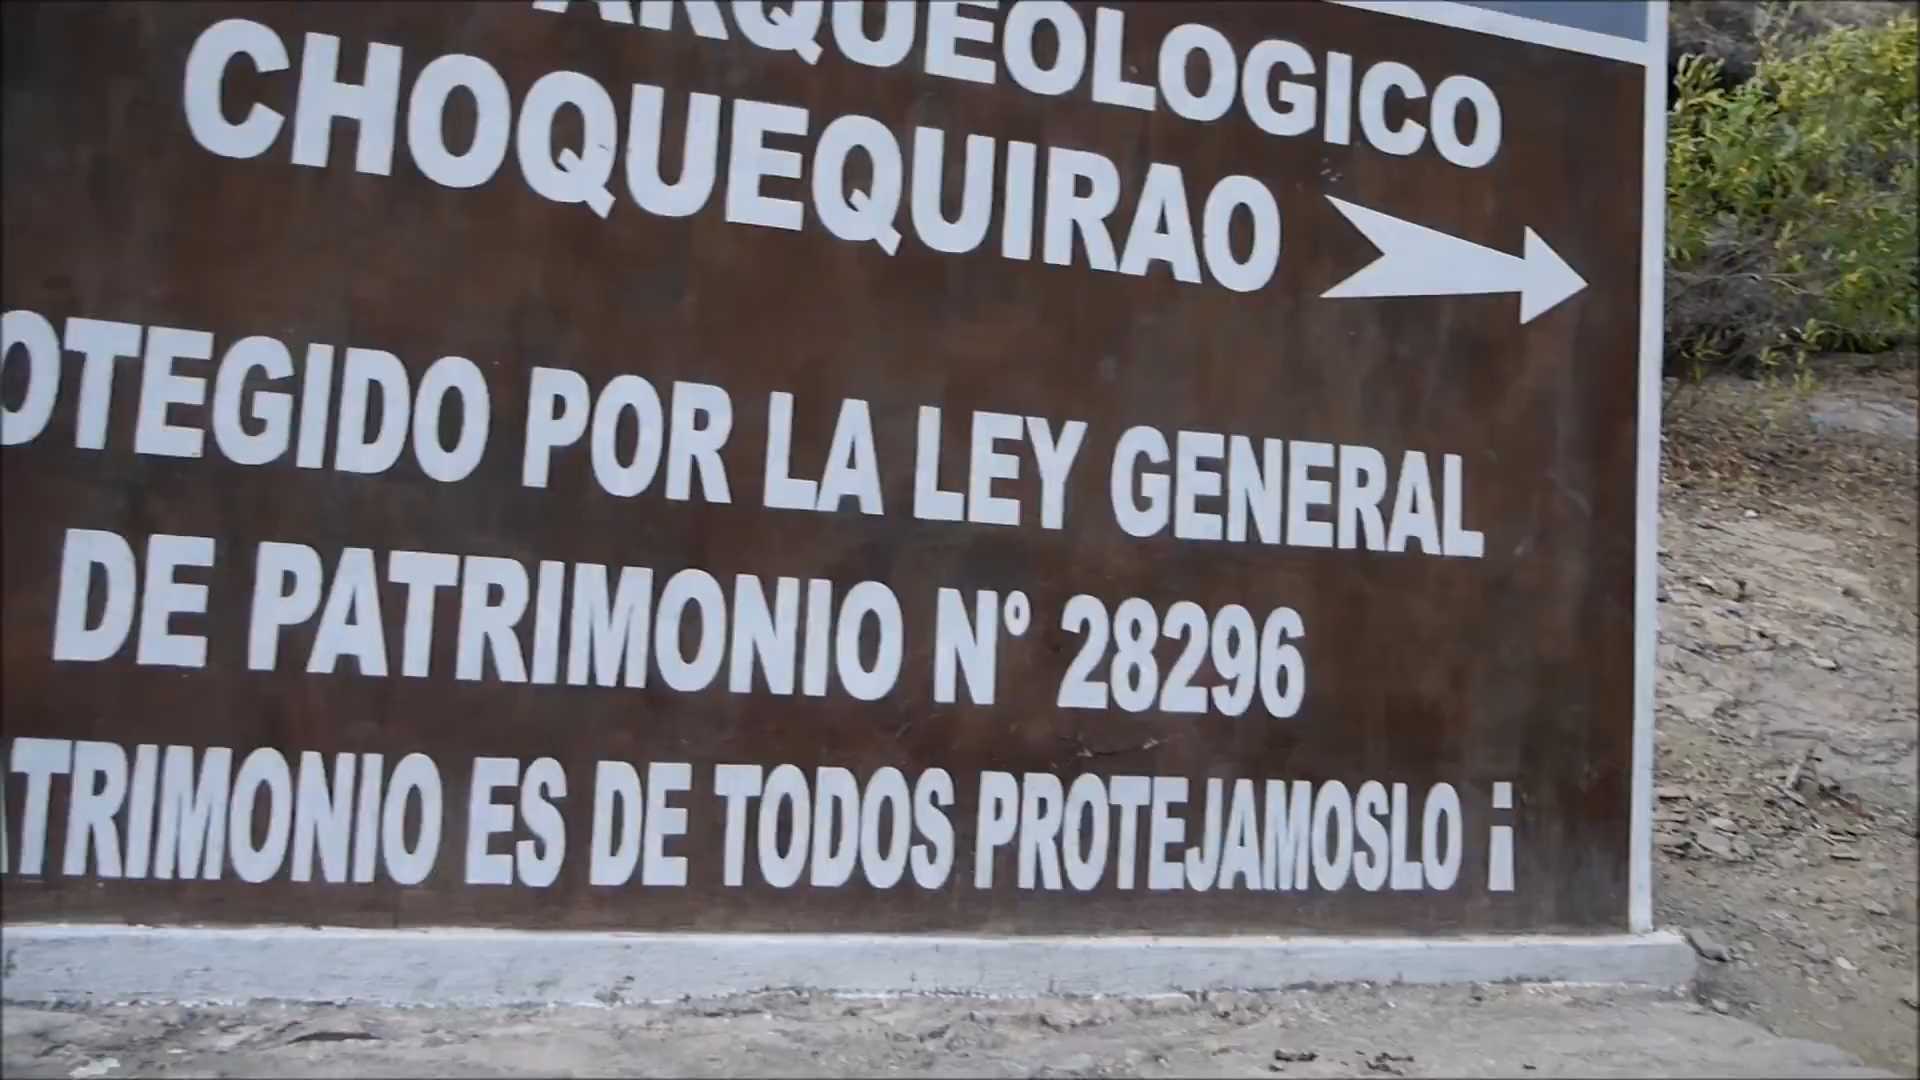 ARQUEOLOGICO
CHOQUEQUIRAO
OTEGIDO POR LA LEY GENERAL
DE PATRIMONIO N° 28296
TRIMONIO ES DE TODOS PROTEJAMOSLO ¡